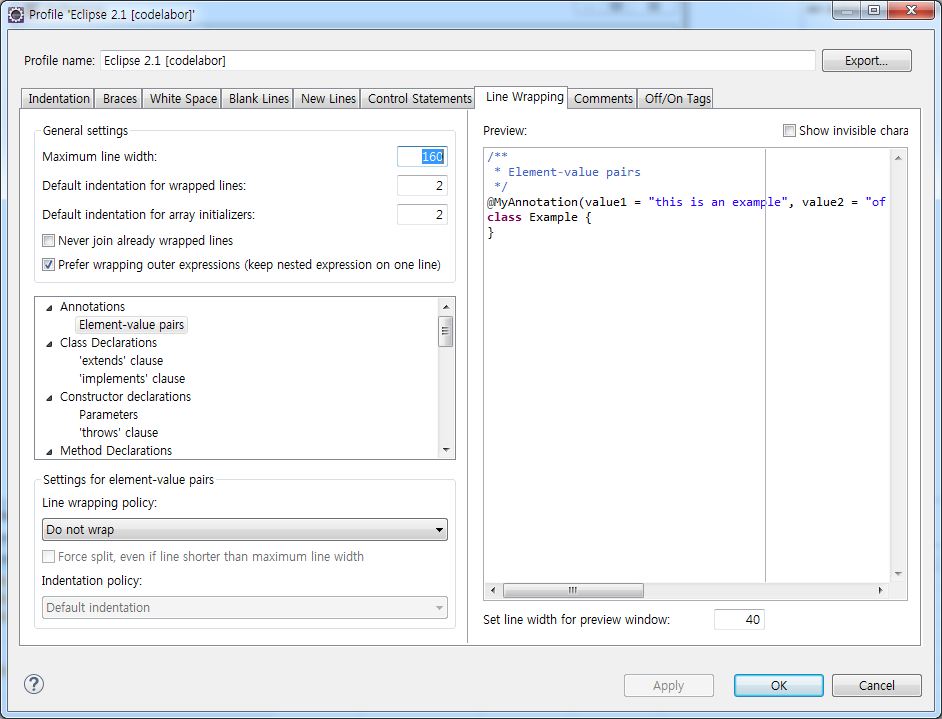 Profile 'Eclipse 2.1 [codelabor]'
Profile name: Eclipse 2.1 [codelabor] Export...
Indentation Braces White Space Blank Lines New Lines Control Statements Line Wrapping Comments Off/On Tags
General settings
Maximum line width: 160
Default indentation for wrapped lines: 2
Default indentation for array initializers: 2
Never join already wrapped lines
Prefer wrapping outer expressions (keep nested expression on one line)
Annotations
Element-value pairs
Class Declarations
'extends' clause
'implements' clause
Constructor declarations
Parameters
'throws' clause
Method Declarations
Settings for element-value pairs
Line wrapping policy:
Do not wrap
Force split, even if line shorter than maximum line width
Indentation policy:
Default indentation
Preview: Show invisible chara
/**
* Element-value pairs
*/
@MyAnnotation(value1 = "this is an example", value2 = "of
class Example {
}
Set line width for preview window: 40
? Apply OK Cancel